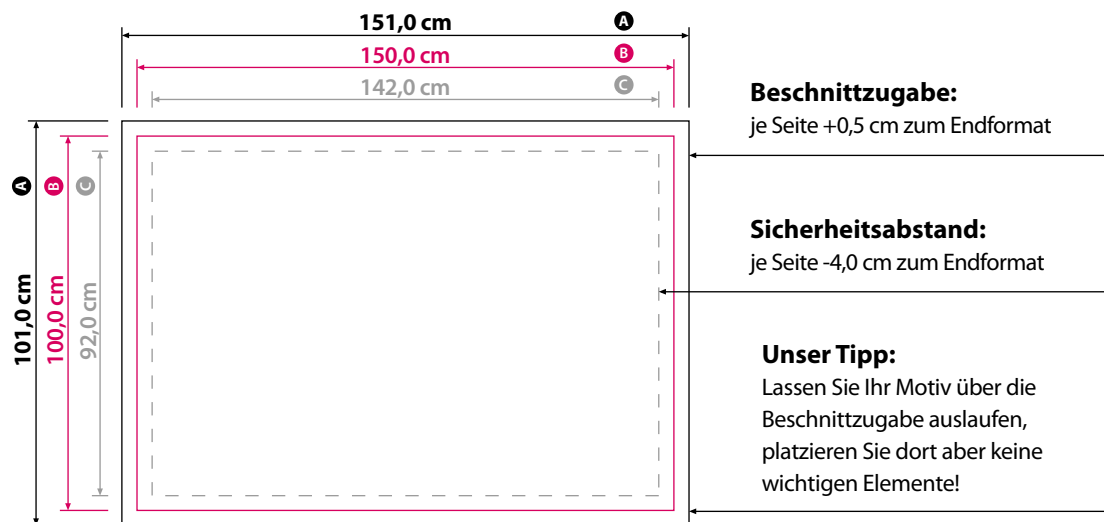 151,0 cm A
150,0 cm B
142,0 cm C
A 101,0 cm
B 100,0 cm
C 92,0 cm
Beschnittzugabe:
je Seite +0,5 cm zum Endformat
Sicherheitsabstand:
je Seite -4,0 cm zum Endformat
Unser Tipp:
Lassen Sie Ihr Motiv über die
Beschnittzugabe auslaufen,
platzieren Sie dort aber keine
wichtigen Elemente!